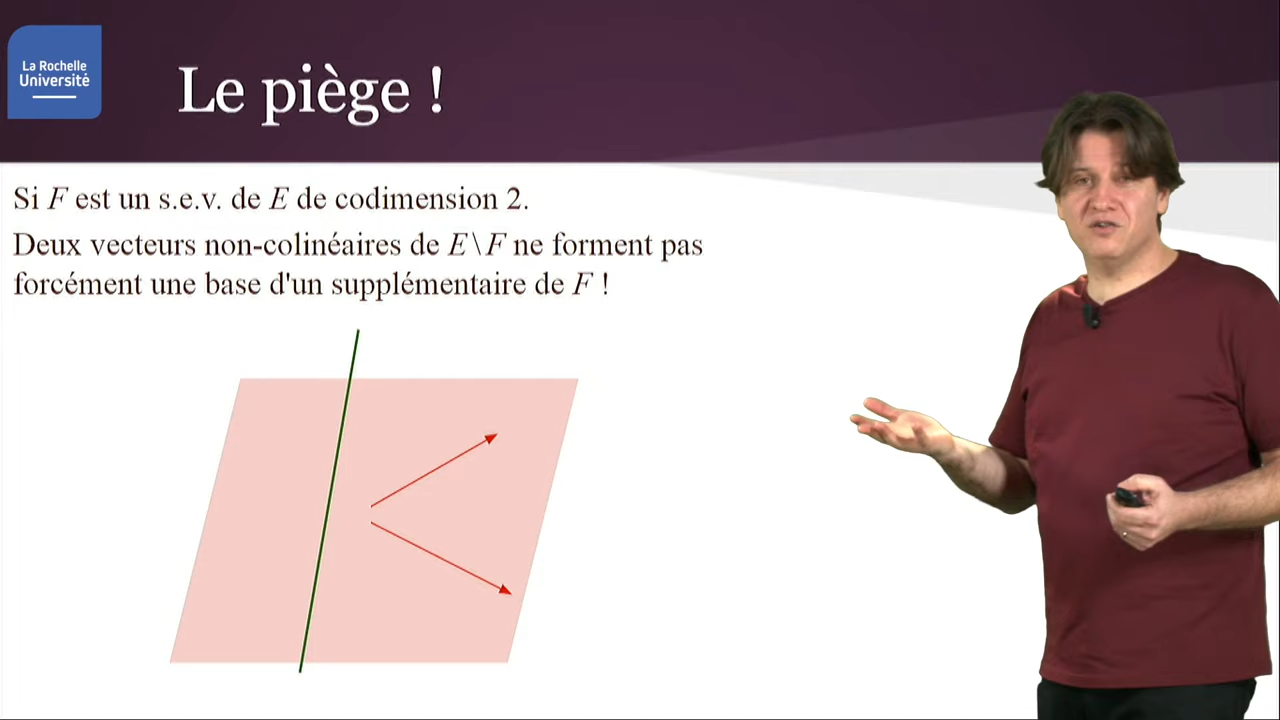 La Rochelle
Université
Le piège !
Si F est un s.e.v. de E de codimension 2.
Deux vecteurs non-colinéaires de E \ F ne forment pas
forcément une base d'un supplémentaire de F !